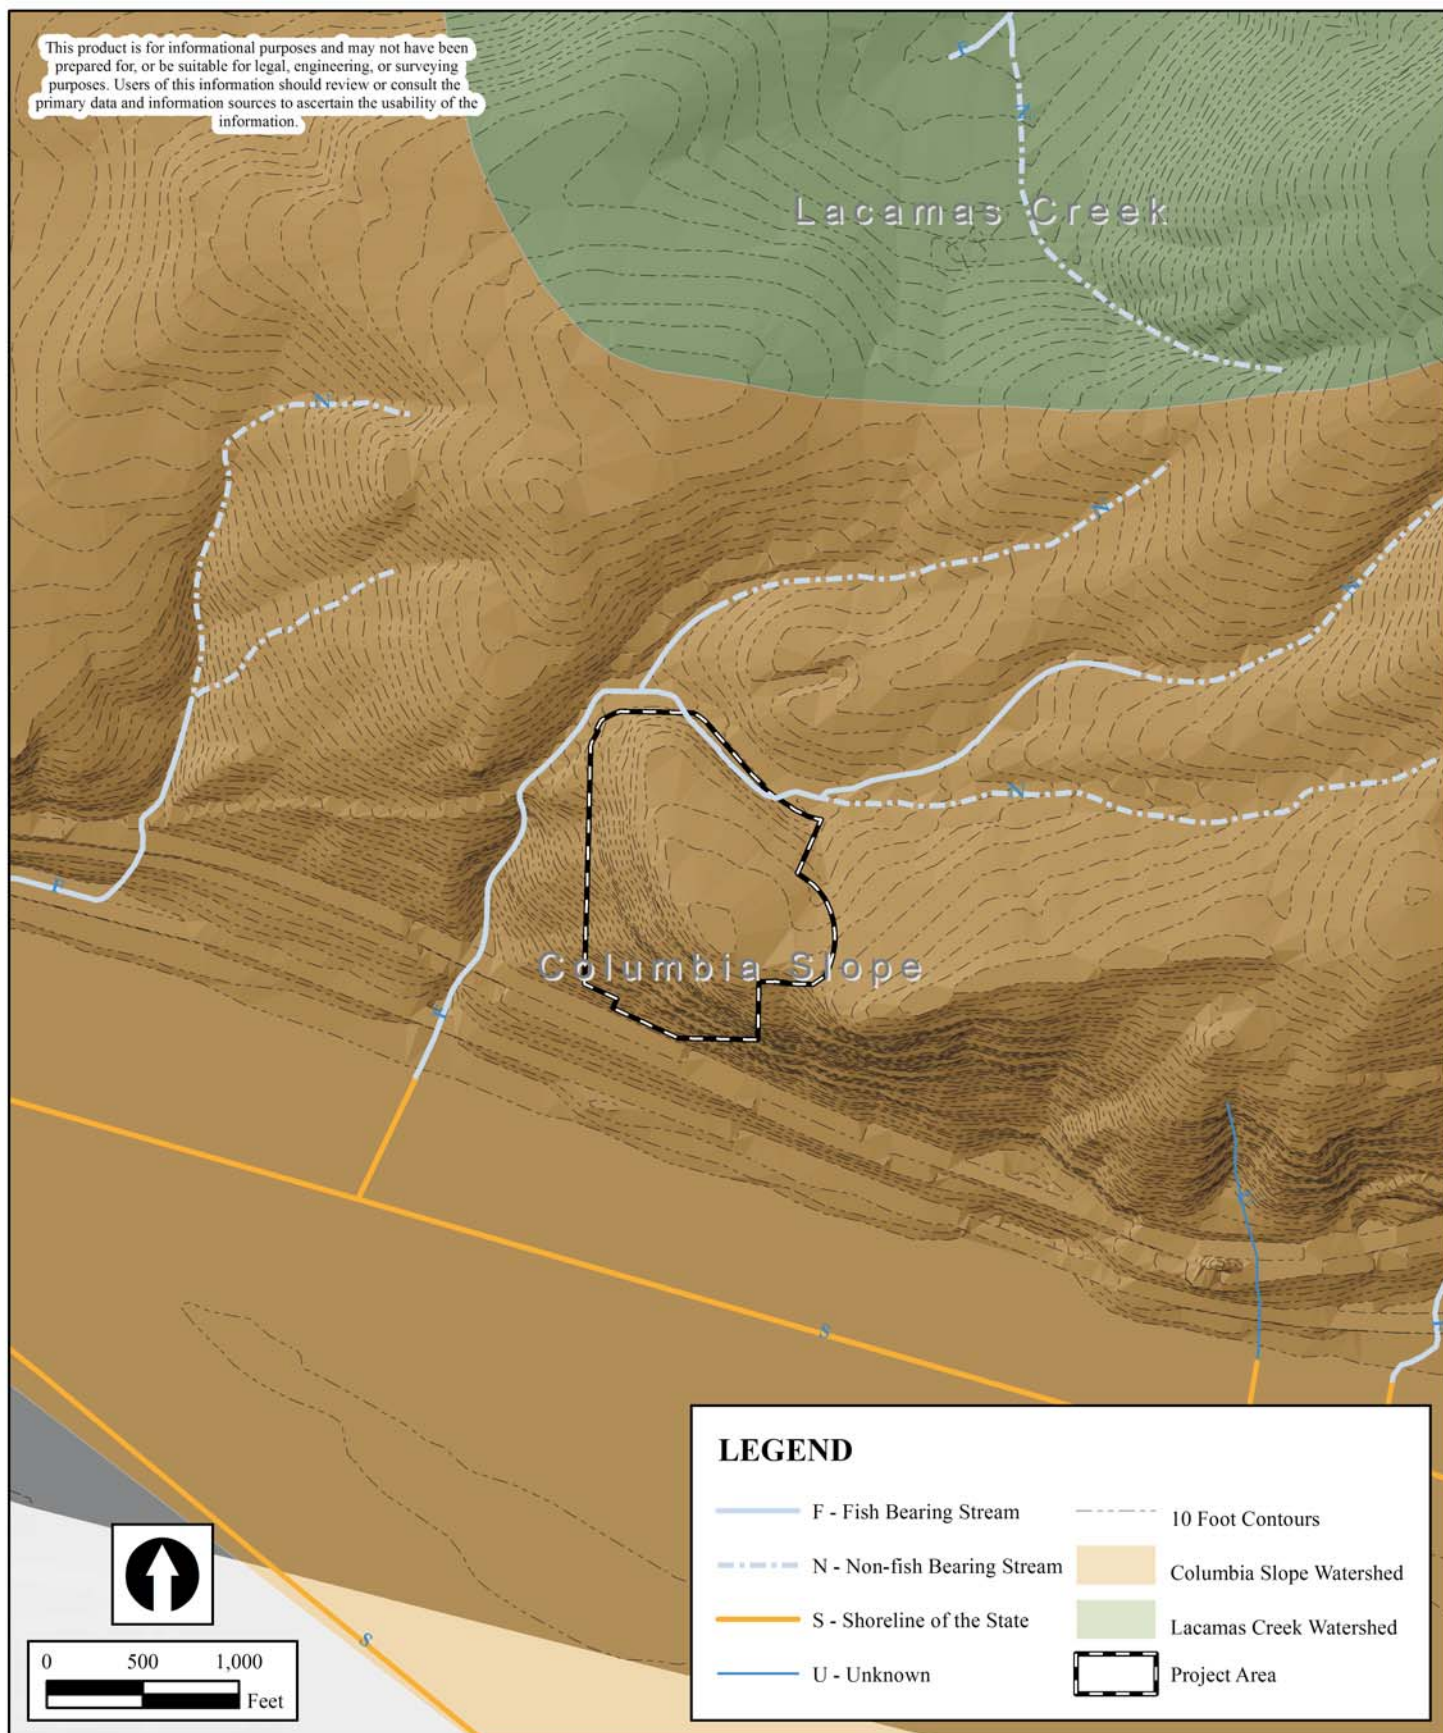 This product is for informational purposes and may not have been
prepared for, or be suitable for legal, engineering, or surveying
purposes. Users of this information should review or consult the
primary data and information sources to ascertain the usability of the
information.
F
N
Lacamas Creek
N
N
N
N
F
Columbia Slope
F
U
S
F
LEGEND
F - Fish Bearing Stream
N - Non-fish Bearing Stream
S - Shoreline of the State
U - Unknown
10 Foot Contours
Columbia Slope Watershed
Lacamas Creek Watershed
Project Area
S
0 500 1,000
Feet